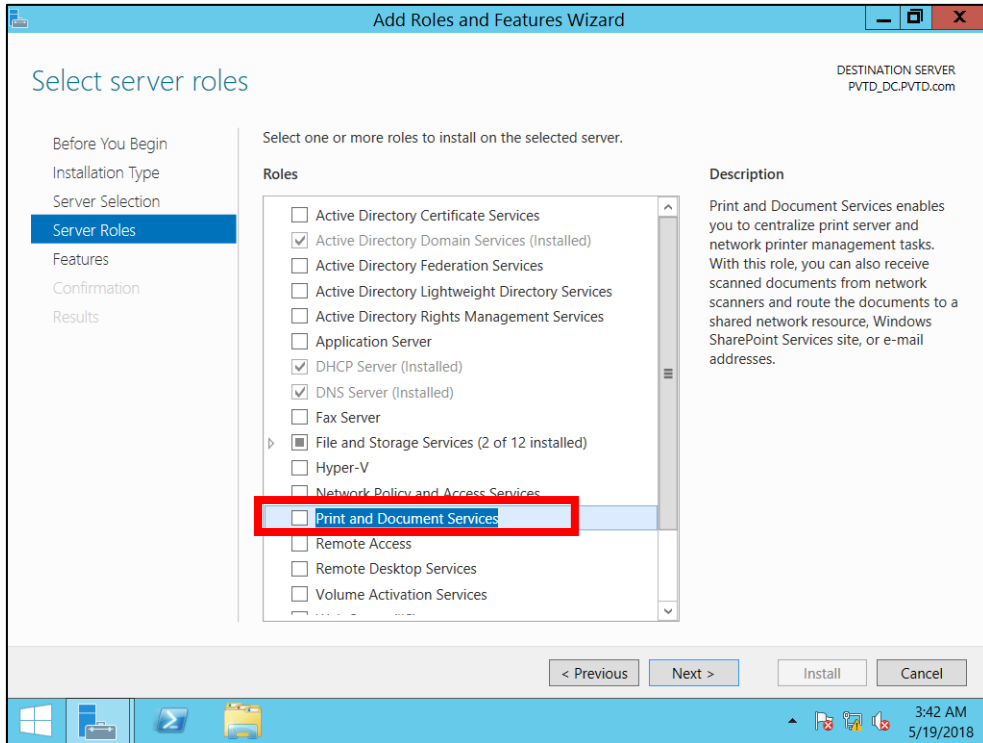 Add Roles and Features Wizard
Select server roles
DESTINATION SERVER
PVTD_DC.PVTD.com
Before You Begin
Installation Type
Server Selection
Server Roles
Features
Confirmation
Results
Select one or more roles to install on the selected server.
Roles
Active Directory Certificate Services
Active Directory Domain Services (Installed)
Active Directory Federation Services
Active Directory Lightweight Directory Services
Active Directory Rights Management Services
Application Server
DHCP Server (Installed)
DNS Server (Installed)
Fax Server
File and Storage Services (2 of 12 installed)
Hyper-V
Network Policy and Access Services
Print and Document Services
Remote Access
Remote Desktop Services
Volume Activation Services
Description
Print and Document Services enables
you to centralize print server and
network printer management tasks.
With this role, you can also receive
scanned documents from network
scanners and route the documents to a
shared network resource, Windows
SharePoint Services site, or e-mail
addresses.
< Previous
Next >
Install
Cancel
3:42 AM
5/19/2018